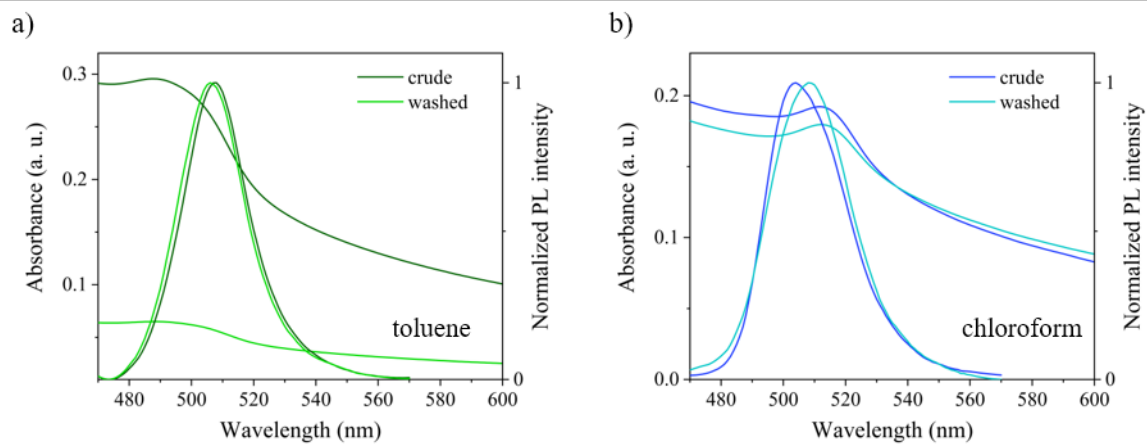 a)
b)
0.3
0.2
0.1
Absorbance (a. u.)
crude
washed
toluene
1
0
Normalized PL intensity
480 500 520 540 560 580 600
Wavelength (nm)
0.2
0.1
0.0
Absorbance (a. u.)
crude
washed
chloroform
1
0
Normalized PL intensity
480 500 520 540 560 580 600
Wavelength (nm)